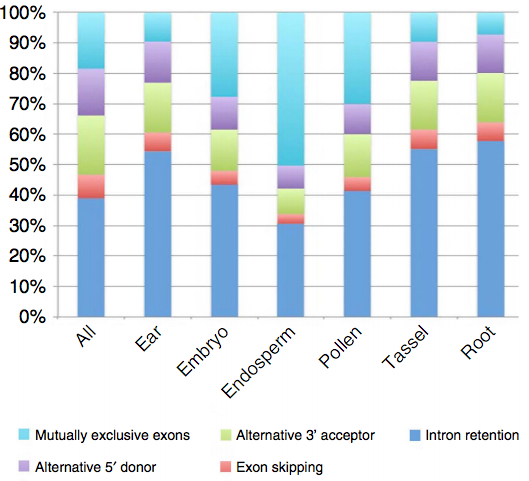 100%
90%
80%
70%
60%
50%
40%
30%
20%
10%
0%
All
Ear
Embryo
Endosperm
Pollen
Tassel
Root
Mutually exclusive exons
Alternative 3’ acceptor
Intron retention
Alternative 5′ donor
Exon skipping